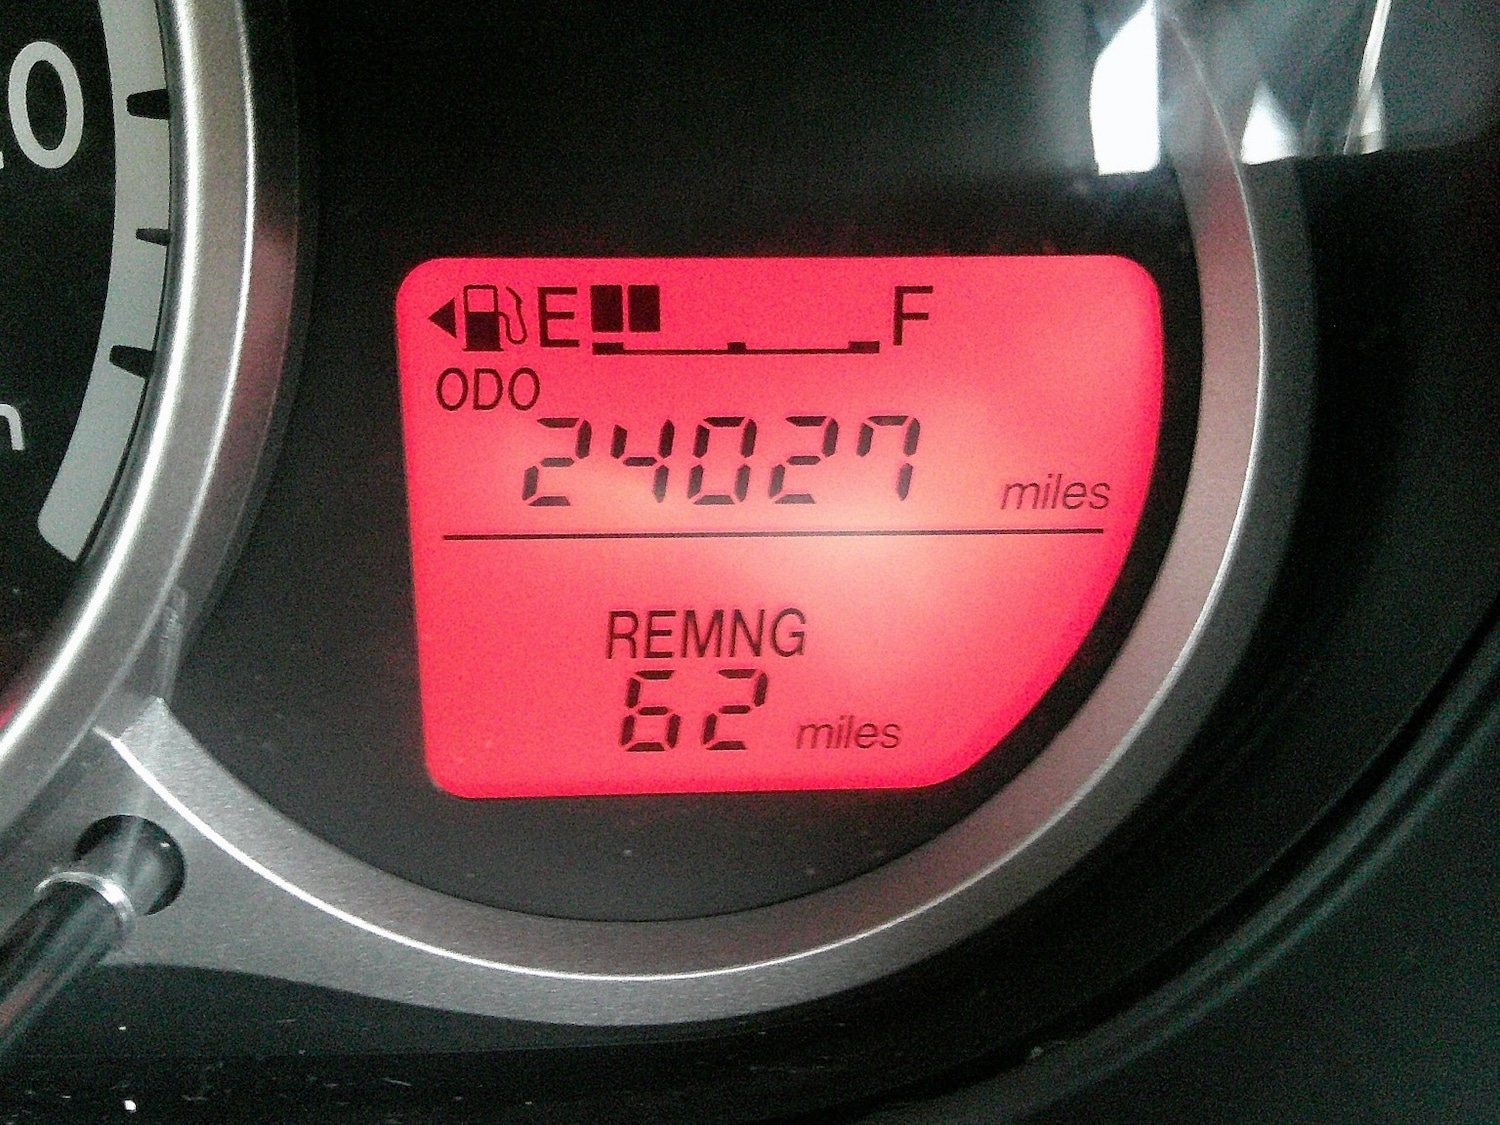 E F
ODO
24027 miles
REMNG
62 miles